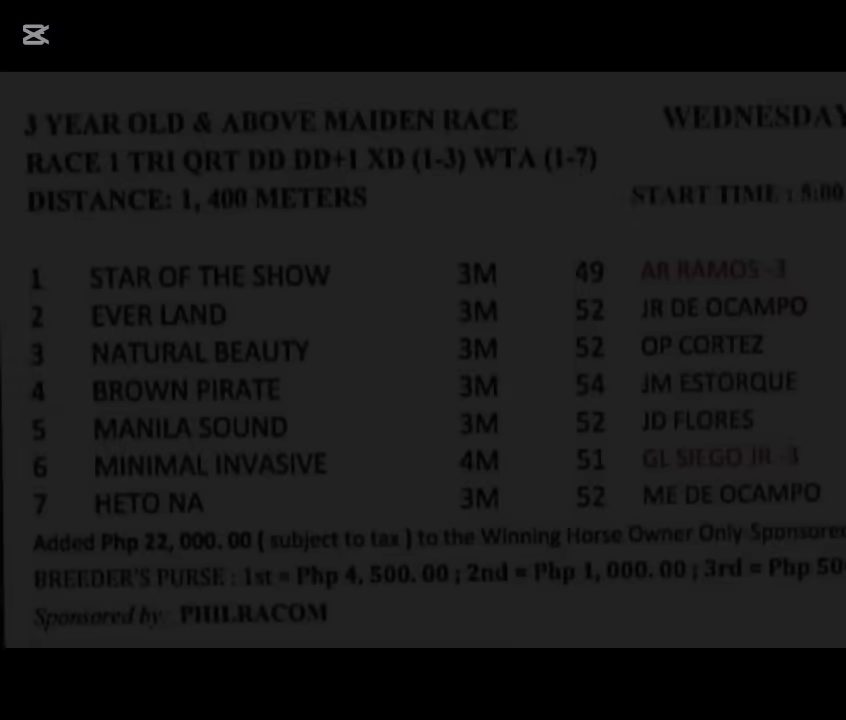 3 YEAR OLD & ABOVE MAIDEN RACE WEDNESDAY
RACE 1 TRI QRT DD DD+1 XD (1-3) WTA (1-7)
DISTANCE: 1, 400 METERS START TIME : 5:00
1 STAR OF THE SHOW 3M 49 AR RAMOS -3
2 EVER LAND 3M 52 JR DE OCAMPO
3 NATURAL BEAUTY 3M 52 OP CORTEZ
4 BROWN PIRATE 3M 54 JM ESTORQUE
5 MANILA SOUND 3M 52 JD FLORES
6 MINIMAL INVASIVE 4M 51 GL SIEGO JR -3
7 HETO NA 3M 52 ME DE OCAMPO
Added Php 22, 000. 00 ( subject to tax ) to the Winning Horse Owner Only Sponsored
BREEDER'S PURSE : 1st = Php 4, 500. 00 ; 2nd = Php 1, 000. 00 ; 3rd = Php 50
Sponsored by: PHILRACOM